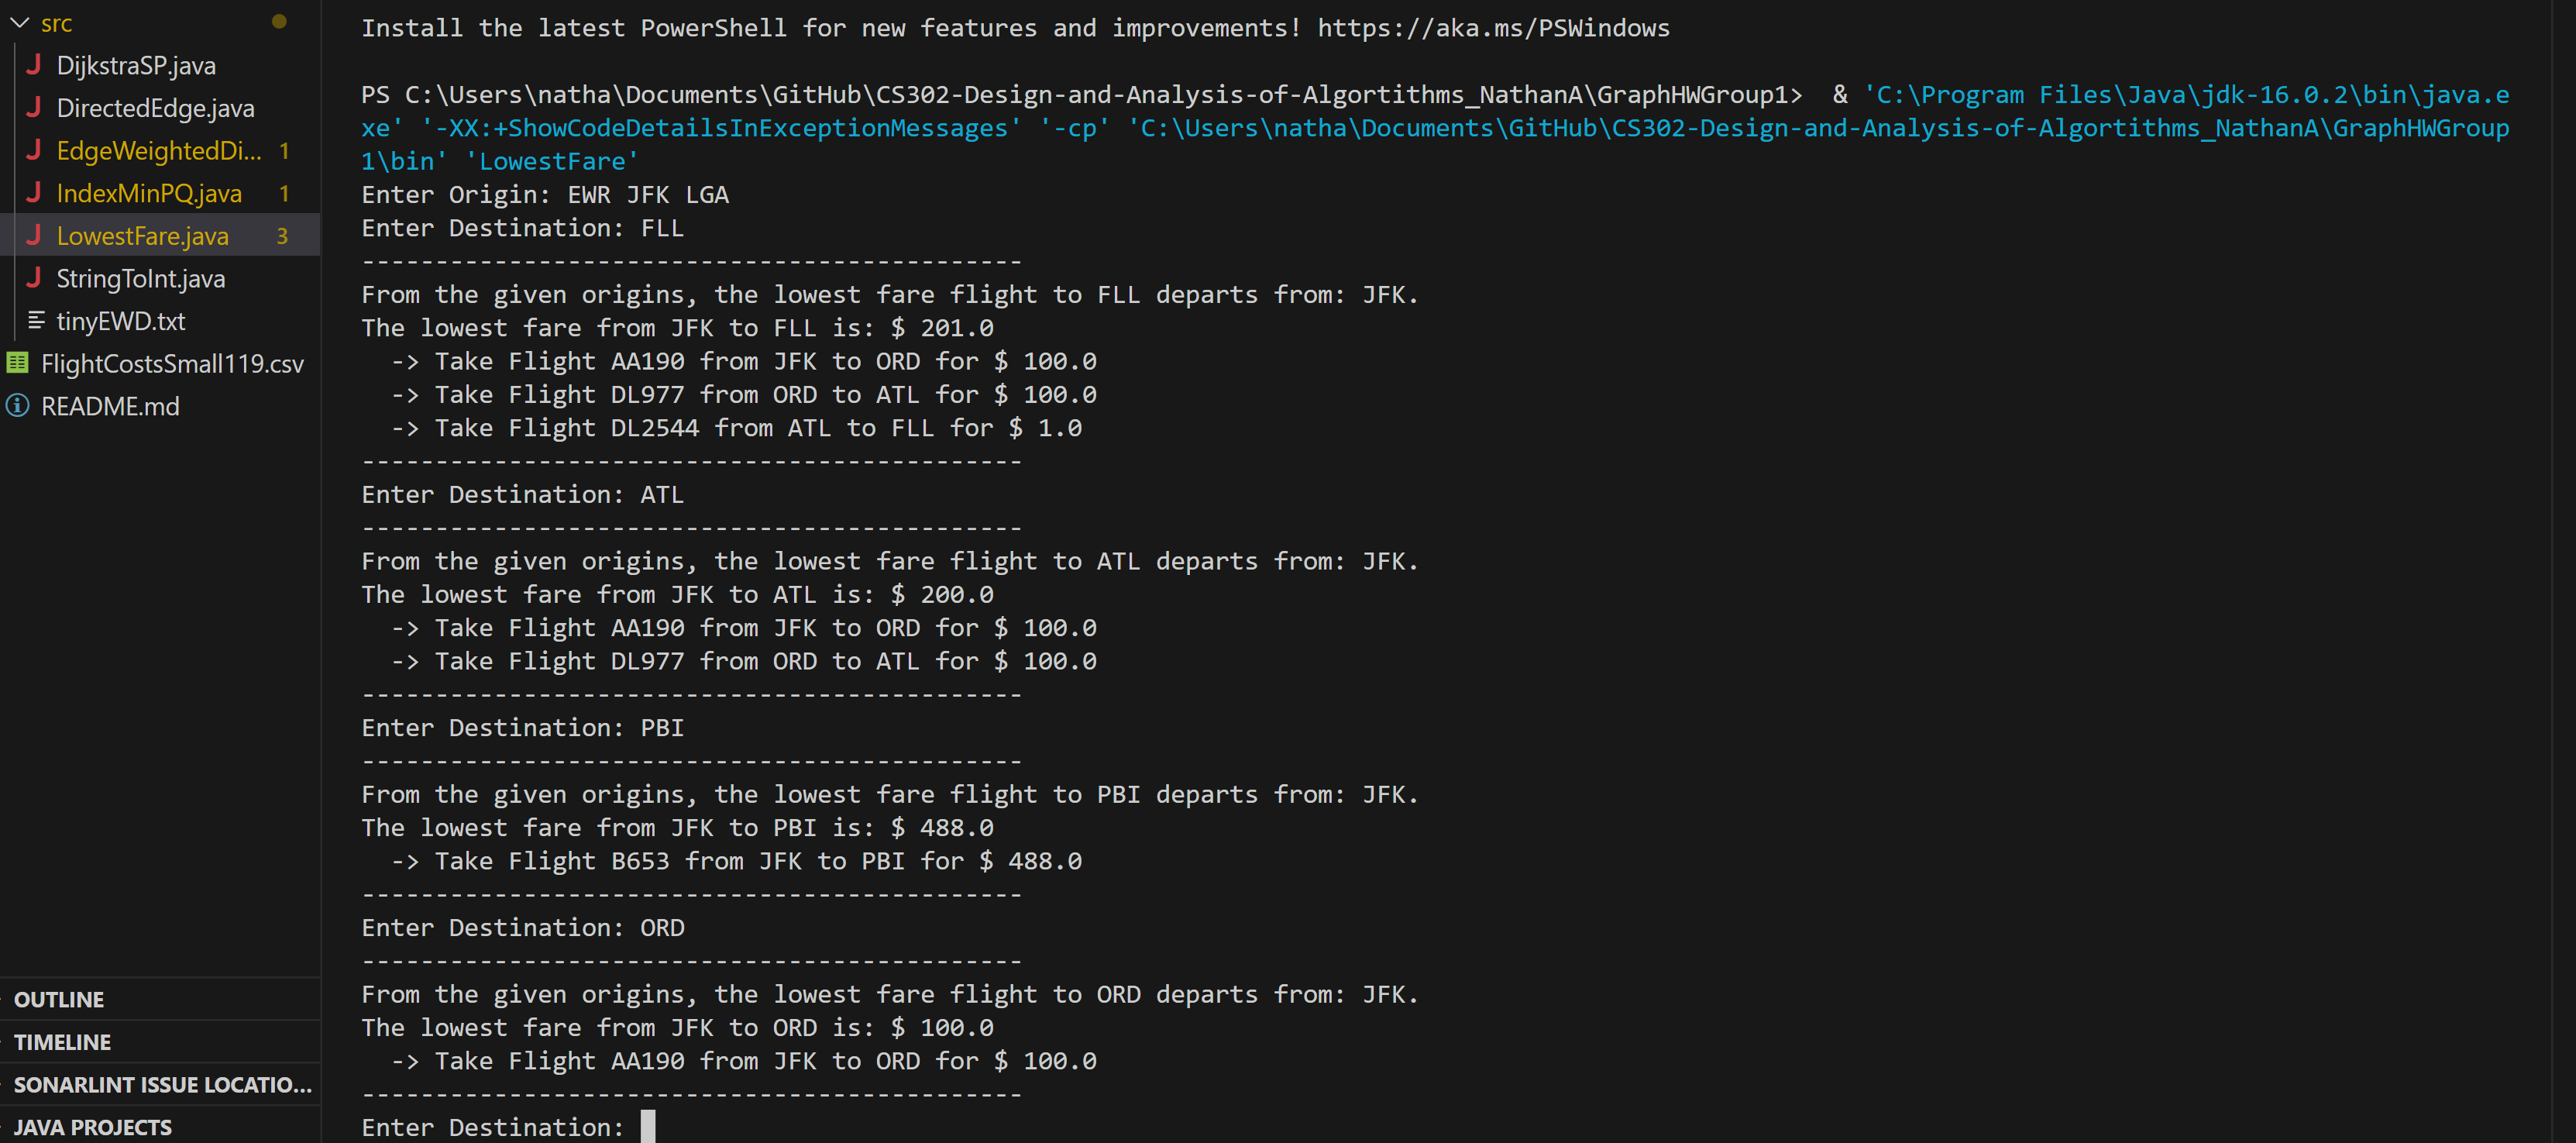 src
DijkstraSP.java
DirectedEdge.java
EdgeWeightedDi... 1
IndexMinPQ.java 1
LowestFare.java 3
StringToInt.java
tinyEWD.txt
FlightCostsSmall119.csv
README.md
OUTLINE
TIMELINE
SONARLINT ISSUE LOCATIO...
JAVA PROJECTS
Install the latest PowerShell for new features and improvements! https://aka.ms/PSWindows
PS C:\Users\natha\Documents\GitHub\CS302-Design-and-Analysis-of-Algortithms_NathanA\GraphHWGroup1>  & 'C:\Program Files\Java\jdk-16.0.2\bin\java.e
xe' '-XX:+ShowCodeDetailsInExceptionMessages' '-cp' 'C:\Users\natha\Documents\GitHub\CS302-Design-and-Analysis-of-Algortithms_NathanA\GraphHWGroup
1\bin' 'LowestFare'
Enter Origin: EWR JFK LGA
Enter Destination: FLL
---------------------------------------------
From the given origins, the lowest fare flight to FLL departs from: JFK.
The lowest fare from JFK to FLL is: $ 201.0
  -> Take Flight AA190 from JFK to ORD for $ 100.0
  -> Take Flight DL977 from ORD to ATL for $ 100.0
  -> Take Flight DL2544 from ATL to FLL for $ 1.0
---------------------------------------------
Enter Destination: ATL
---------------------------------------------
From the given origins, the lowest fare flight to ATL departs from: JFK.
The lowest fare from JFK to ATL is: $ 200.0
  -> Take Flight AA190 from JFK to ORD for $ 100.0
  -> Take Flight DL977 from ORD to ATL for $ 100.0
---------------------------------------------
Enter Destination: PBI
---------------------------------------------
From the given origins, the lowest fare flight to PBI departs from: JFK.
The lowest fare from JFK to PBI is: $ 488.0
  -> Take Flight B653 from JFK to PBI for $ 488.0
---------------------------------------------
Enter Destination: ORD
---------------------------------------------
From the given origins, the lowest fare flight to ORD departs from: JFK.
The lowest fare from JFK to ORD is: $ 100.0
  -> Take Flight AA190 from JFK to ORD for $ 100.0
---------------------------------------------
Enter Destination: